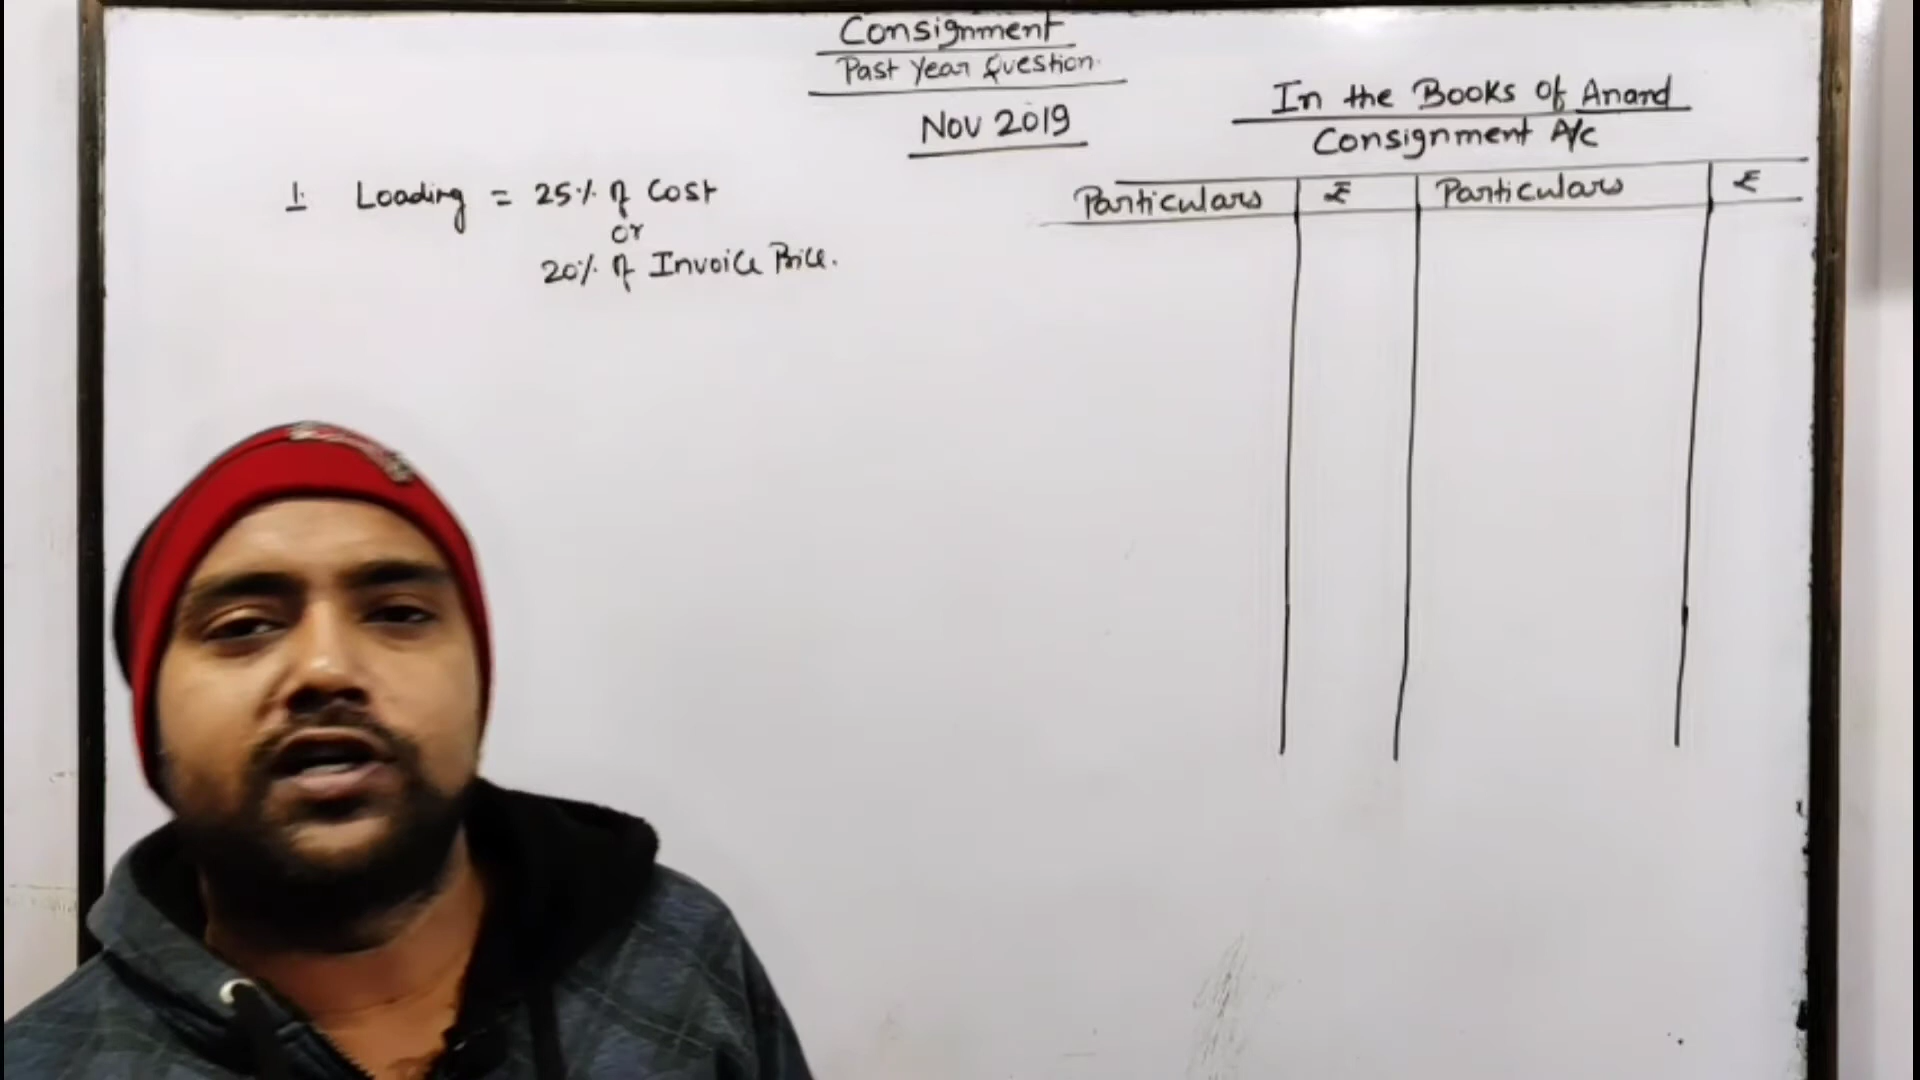 Consignment
Past Year Question.
Nov 2019
1. Loading = 25% of Cost
or
20% of Invoice Price.
In the Books Of Anand
Consignment A/c
Particulars ₹ Particulars ₹